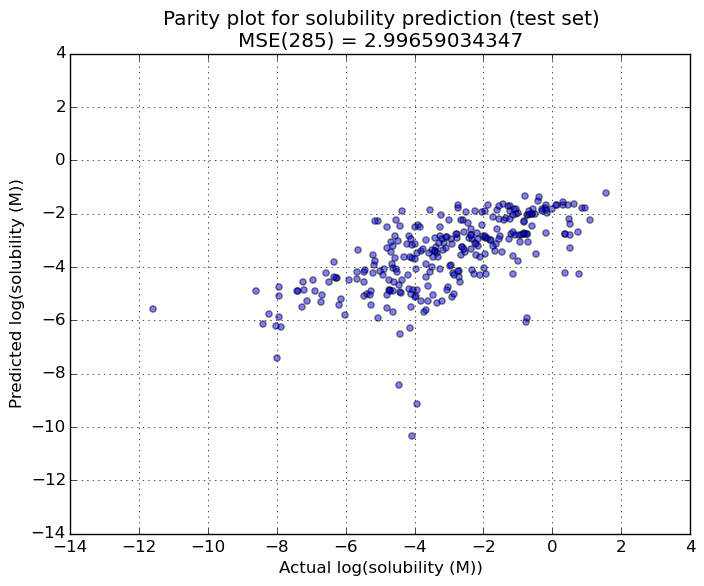 Parity plot for solubility prediction (test set)
MSE(285) = 2.99659034347
4
2
0
−2
−4
−6
−8
−10
−12
−14
Predicted log(solubility (M))
−14 −12 −10 −8 −6 −4 −2 0 2 4
Actual log(solubility (M))